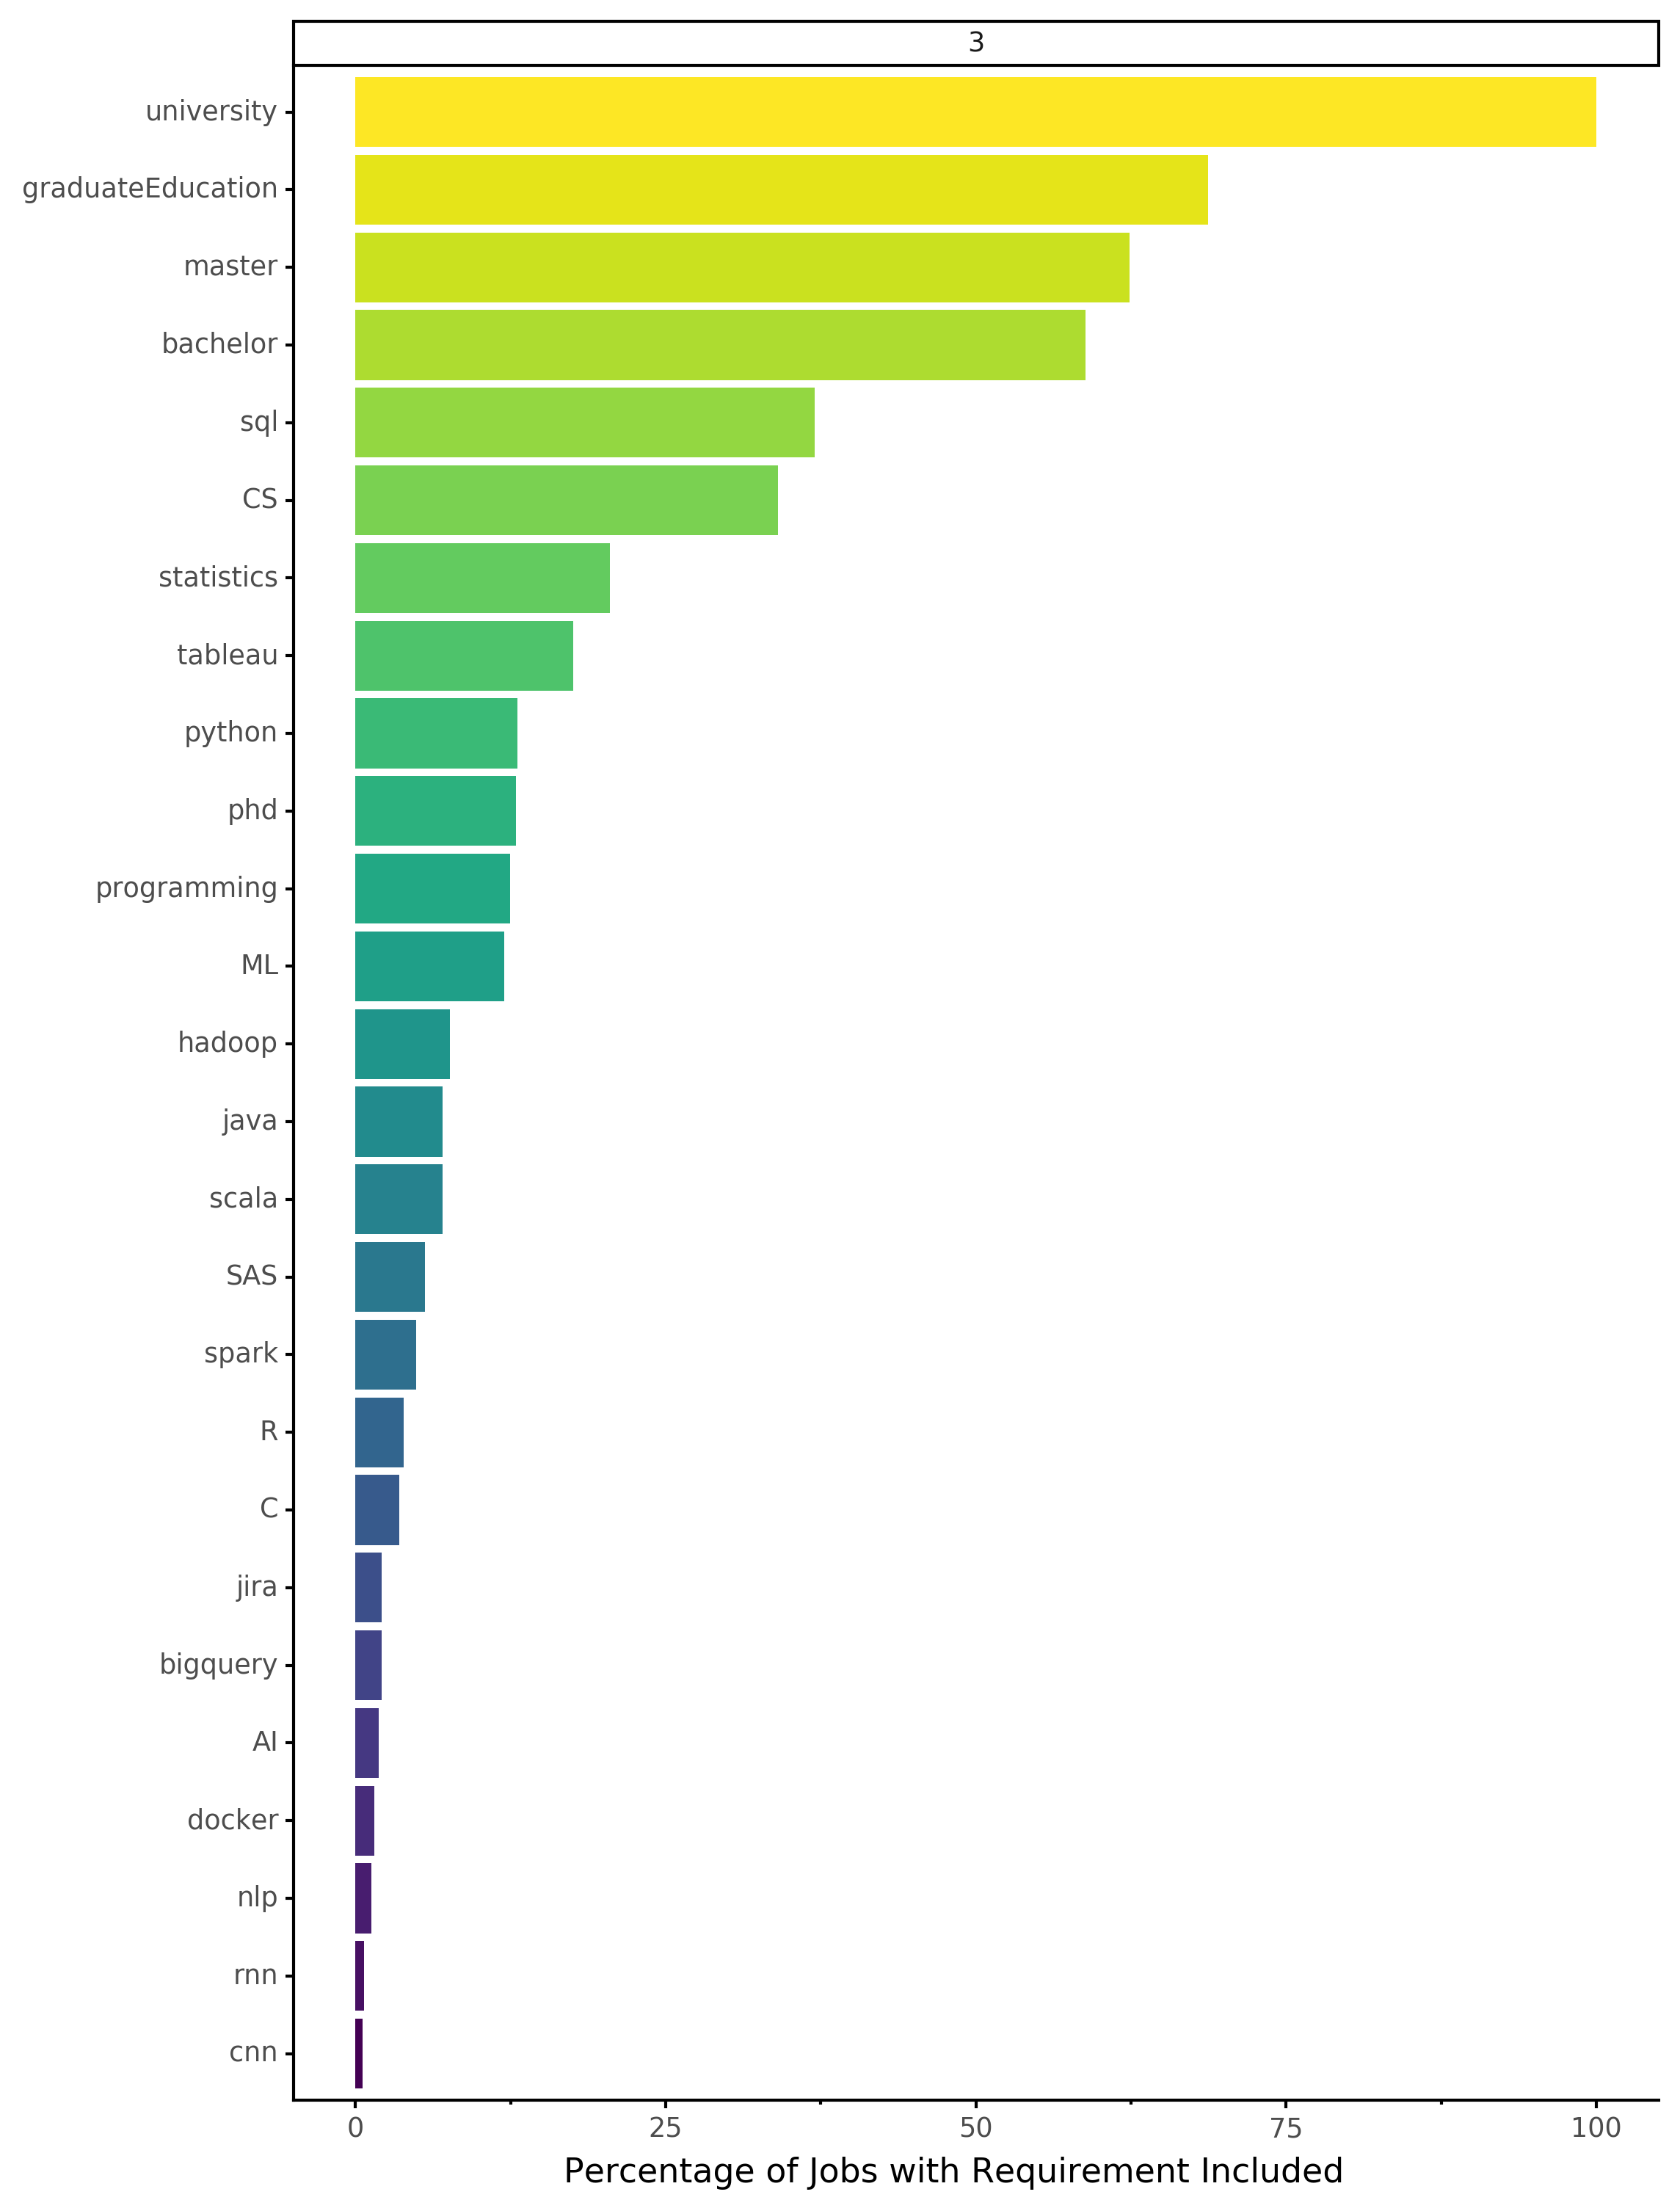 3
university
graduateEducation
master
bachelor
sql
CS
statistics
tableau
python
phd
programming
ML
hadoop
java
scala
SAS
spark
R
C
jira
bigquery
AI
docker
nlp
rnn
cnn
0 25 50 75 100
Percentage of Jobs with Requirement Included